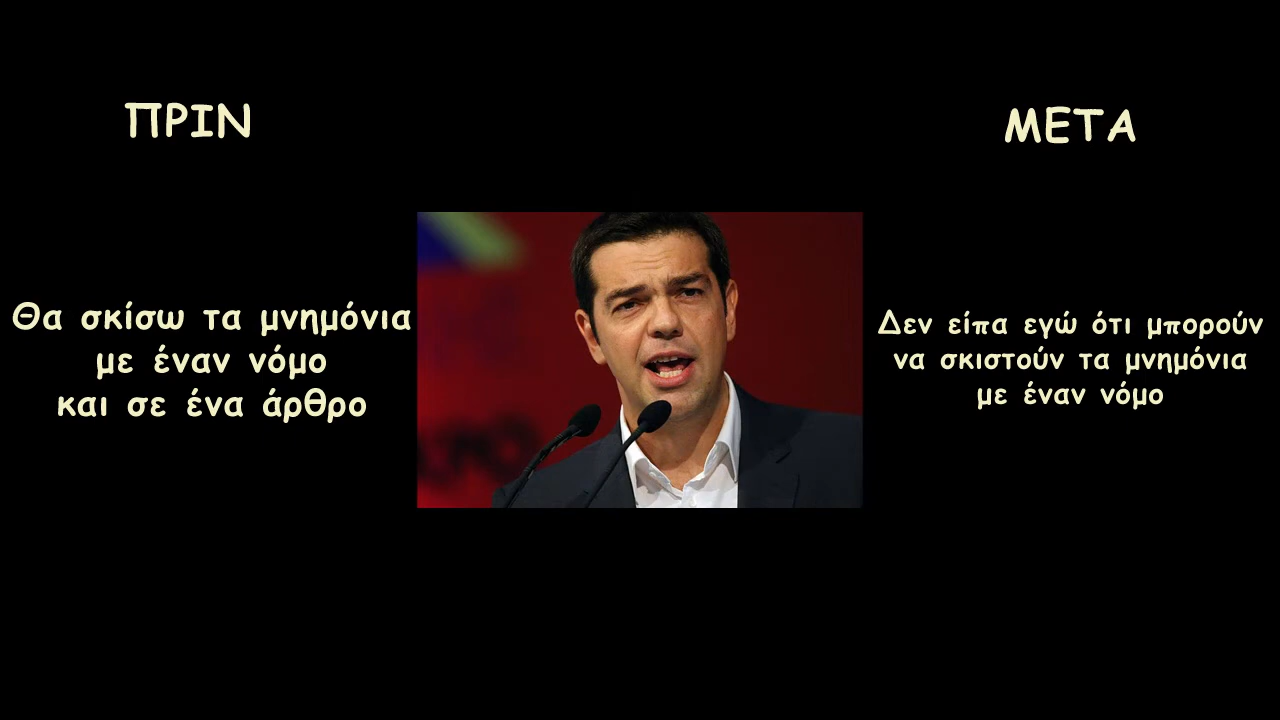 ΠΡΙΝ
Θα σκίσω τα μνημόνια
με έναν νόμο
και σε ένα άρθρο
ΜΕΤΑ
Δεν είπα εγώ ότι μπορούν
να σκιστούν τα μνημόνια
με έναν νόμο